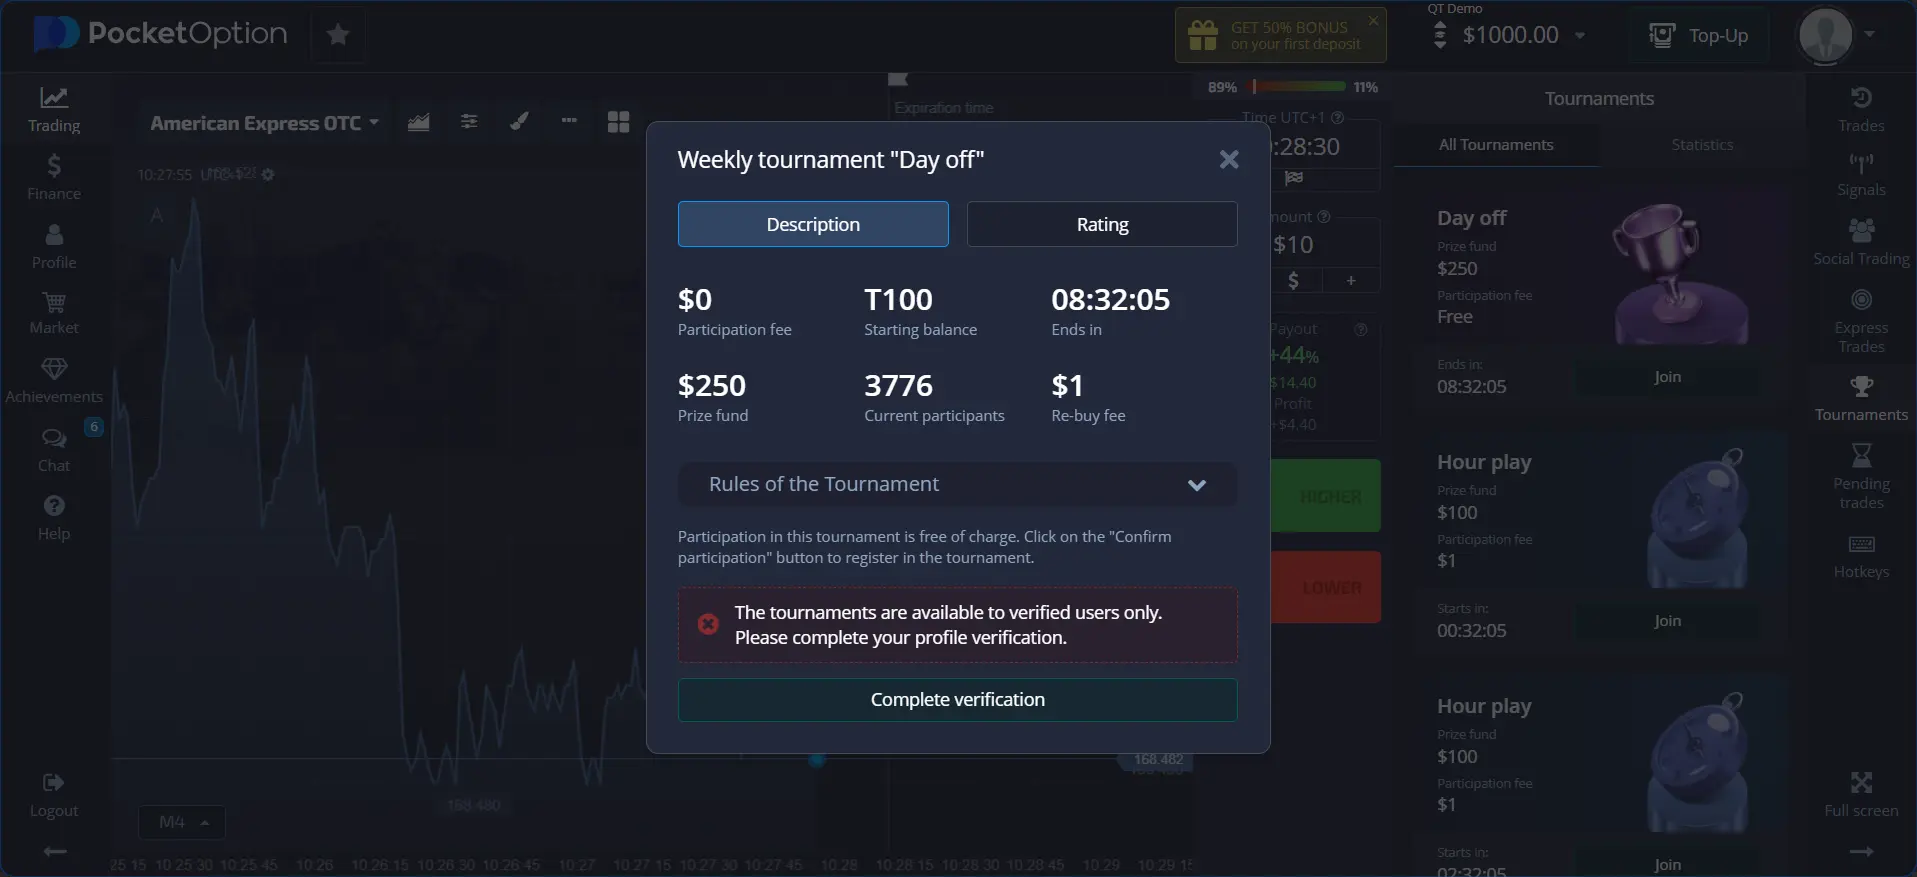 PocketOption
GET 50% BONUS
on your first deposit
QT Demo
$1000.00
Top-Up
Trading
Finance
Profile
Market
Achievements
6
Chat
Help
Logout
American Express OTC
10:27:55
A
Expiration time
89%
11%
Time UTC+1
:28:30
$10
$
+
Payout
+44%
$14.40
Profit
+$4.40
HIGHER
LOWER
Weekly tournament "Day off"
Description
Rating
$0
Participation fee
T100
Starting balance
08:32:05
Ends in
$250
Prize fund
3776
Current participants
$1
Re-buy fee
Rules of the Tournament
Participation in this tournament is free of charge. Click on the "Confirm
participation" button to register in the tournament.
The tournaments are available to verified users only.
Please complete your profile verification.
Complete verification
168.482
168.480
M4
25 15 10:25:30 10:25:45 10:26 10:26:15 10:26:30 10:26:45 10:27 10:27:15 10:27:30 10:27:45 10:28 10:28:15 10:28:30 10:28:45 10:29 10:29:15
Tournaments
All Tournaments
Statistics
Day off
Prize fund
$250
Participation fee
Free
Ends in:
08:32:05
Join
Hour play
Prize fund
$100
Participation fee
$1
Starts in:
00:32:05
Join
Hour play
Prize fund
$100
Participation fee
$1
Starts in:
02:32:05
Join
Trades
Signals
Social Trading
Express
Trades
Tournaments
Pending
trades
Hotkeys
Full screen